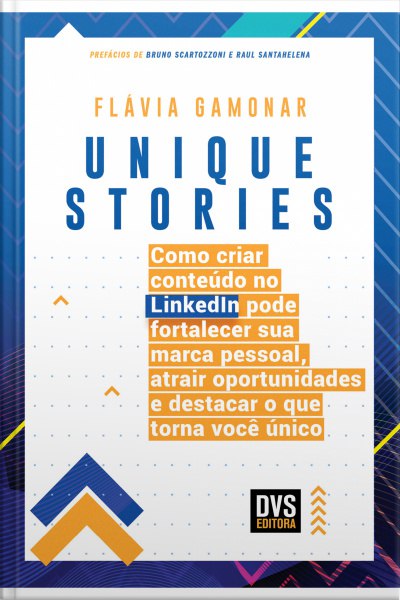 PREFÁCIOS DE BRUNO SCARTOZZONI E RAUL SANTAHELENA
FLÁVIA GAMONAR
UNIQUE
STORIES
Como criar
conteúdo no
LinkedIn pode
fortalecer sua
marca pessoal,
atrair oportunidades
e destacar o que
torna você único
DVS
EDITORA